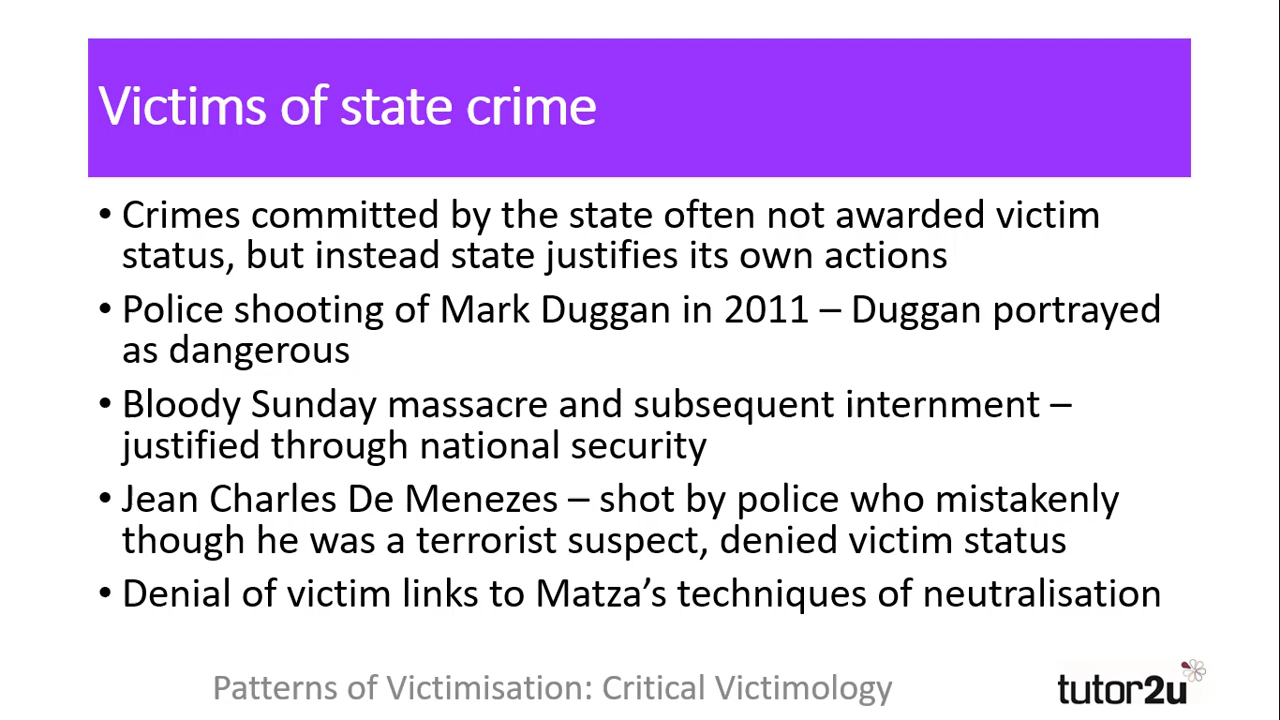 Victims of state crime
• Crimes committed by the state often not awarded victim
status, but instead state justifies its own actions
• Police shooting of Mark Duggan in 2011 – Duggan portrayed
as dangerous
• Bloody Sunday massacre and subsequent internment –
justified through national security
• Jean Charles De Menezes – shot by police who mistakenly
though he was a terrorist suspect, denied victim status
• Denial of victim links to Matza’s techniques of neutralisation
Patterns of Victimisation: Critical Victimology
tutor2u